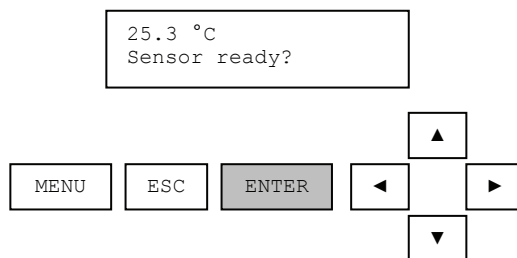 25.3 °C
Sensor ready?
▲
MENU ESC ENTER ◄ ►
▼